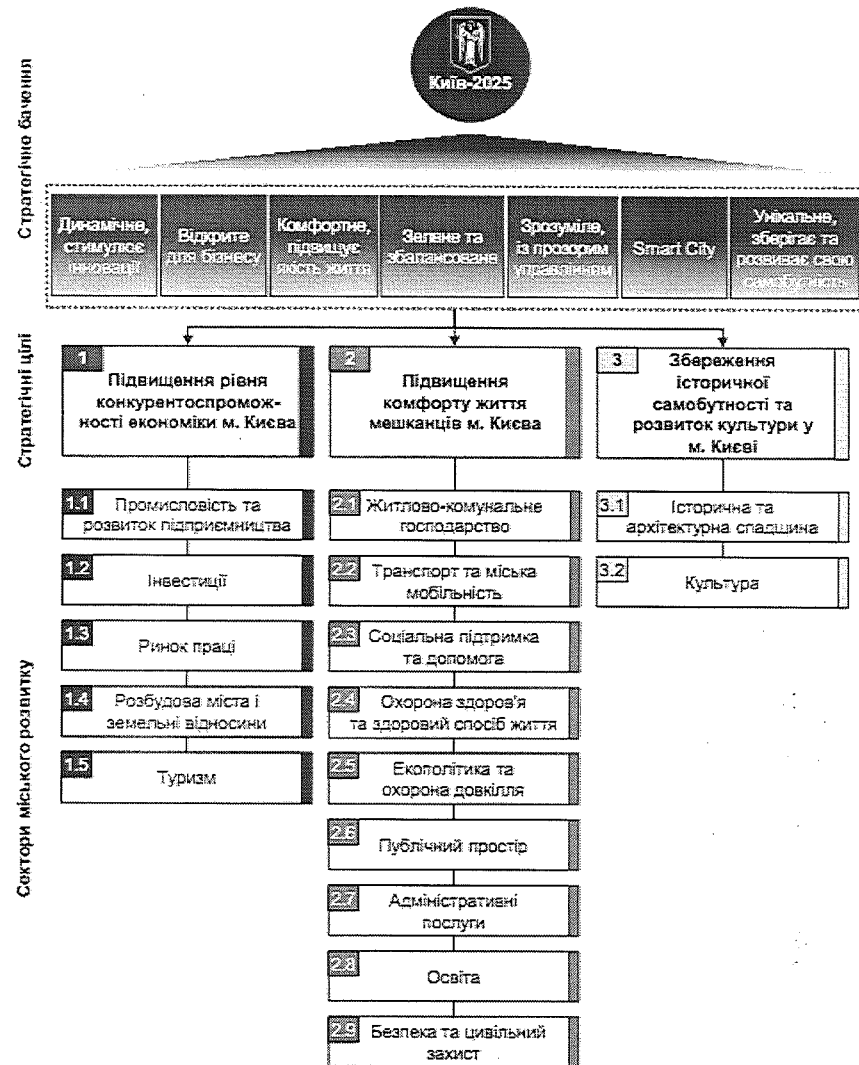 Київ-2025
Стратегічне бачення
Динамічне,
стимулює
інновації
Відкрите
для бізнесу
Комфортне,
підвищує
якість життя
Зелене та
збалансоване
Зрозуміле,
із прозорим
управлінням
Smart City
Унікальне,
зберігає та
розвиває свою
самобутність
Стратегічні цілі
1
Підвищення рівня
конкурентоспромож-
ності економіки м. Києва
2
Підвищення
комфорту життя
мешканців м. Києва
3
Збереження
історичної
самобутності та
розвиток культури у
м. Києві
Сектори міського розвитку
1.1
Промисловість та
розвиток підприємництва
1.2
Інвестиції
1.3
Ринок праці
1.4
Розбудова міста і
земельні відносини
1.5
Туризм
2.1
Житлово-комунальне
господарство
2.2
Транспорт та міська
мобільність
2.3
Соціальна підтримка
та допомога
2.4
Охорона здоров'я
та здоровий спосіб життя
2.5
Екополітика та
охорона довкілля
2.6
Публічний простір
2.7
Адміністративні
послуги
2.8
Освіта
2.9
Безпека та цивільний
захист
3.1
Історична та
архітектурна спадщина
3.2
Культура